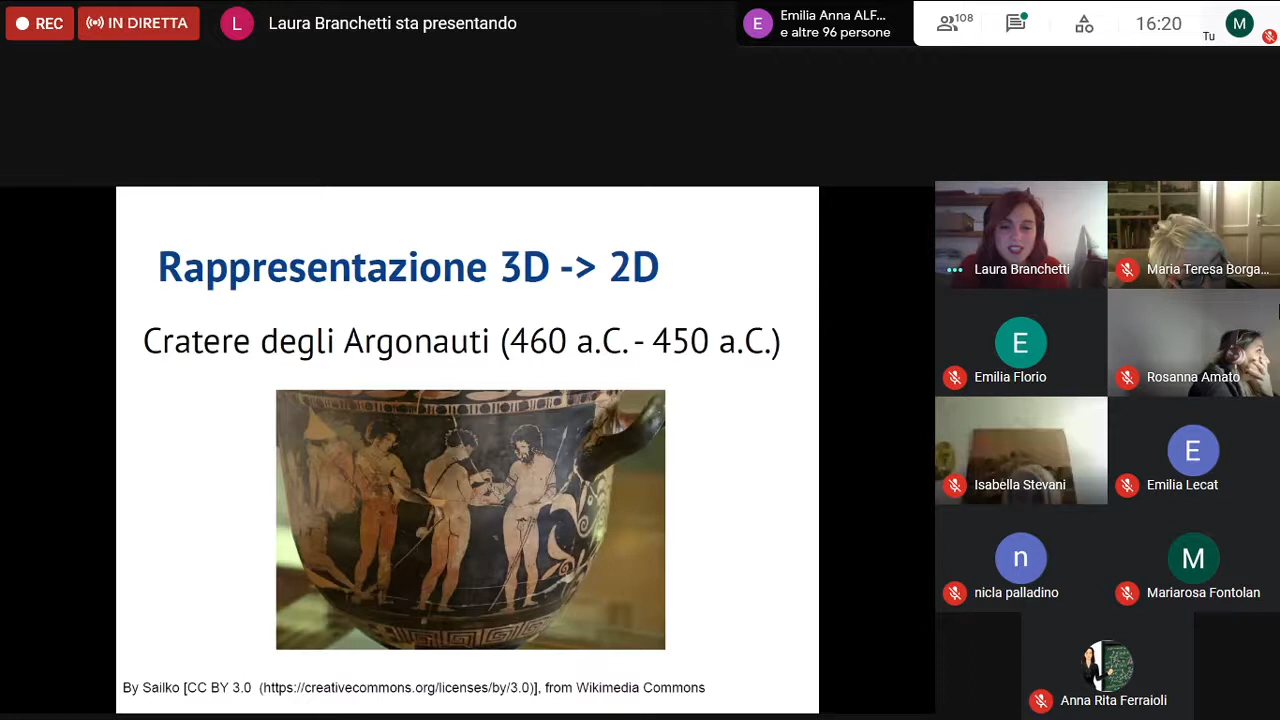 REC
IN DIRETTA
L
Laura Branchetti sta presentando
E
Emilia Anna ALF...
e altre 96 persone
108
16:20
Tu
M
Rappresentazione 3D -> 2D
Cratere degli Argonauti (460 a.C. - 450 a.C.)
By Sailko [CC BY 3.0 (https://creativecommons.org/licenses/by/3.0)], from Wikimedia Commons
Laura Branchetti
Maria Teresa Borga...
E
Emilia Florio
Rosanna Amato
Isabella Stevani
E
Emilia Lecat
n
nicla palladino
M
Mariarosa Fontolan
Anna Rita Ferraioli